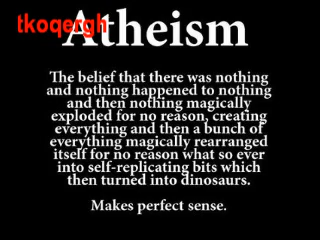 tkoqergh
Atheism
The belief that there was nothing
and nothing happened to nothing
and then nothing magically
exploded for no reason, creating
everything and then a bunch of
everything magically rearranged
itself for no reason what so ever
into self-replicating bits which
then turned into dinosaurs.
Makes perfect sense.